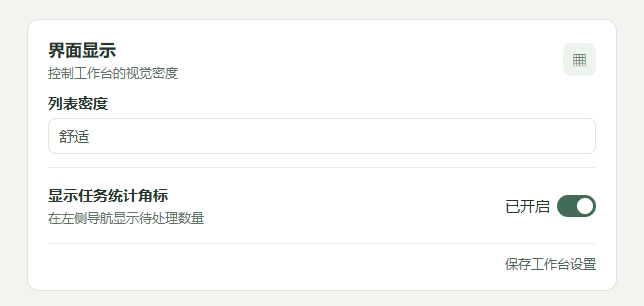 界面显示
控制工作台的视觉密度
列表密度
舒适
显示任务统计角标
在左侧导航显示待处理数量
已开启
保存工作台设置